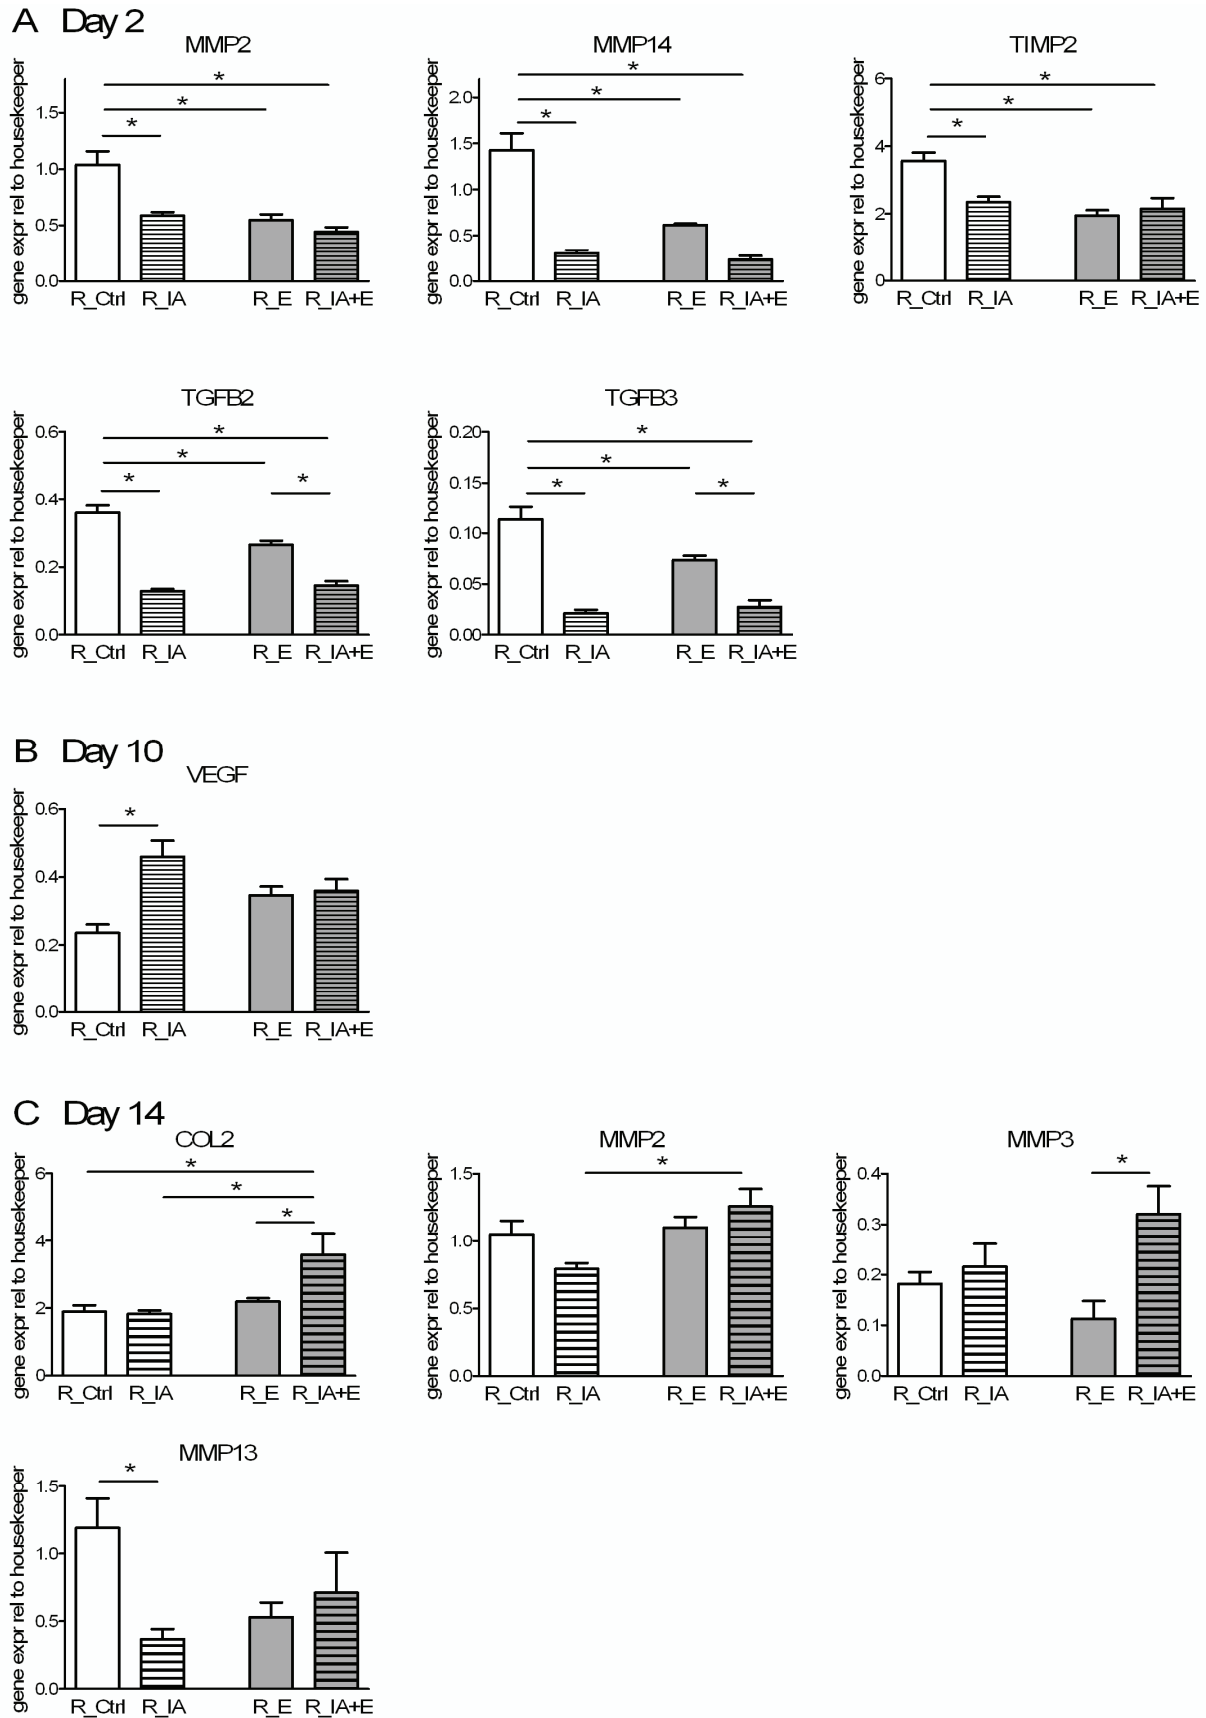 A Day 2
MMP2
MMP14
TIMP2
gene expr rel to housekeeper
1.5
1.0
0.5
0.0
* * *
R_Ctrl R_IA R_E R_IA+E
gene expr rel to housekeeper
2.0
1.5
1.0
0.5
0.0
* * *
R_Ctrl R_IA R_E R_IA+E
gene expr rel to housekeeper
6
4
2
0
* * *
R_Ctrl R_IA R_E R_IA+E
TGFB2
TGFB3
gene expr rel to housekeeper
0.6
0.4
0.2
0.0
* * * *
R_Ctrl R_IA R_E R_IA+E
gene expr rel to housekeeper
0.20
0.15
0.10
0.05
0.00
* * * *
R_Ctrl R_IA R_E R_IA+E
B Day 10
VEGF
gene expr rel to housekeeper
0.6
0.4
0.2
0.0
*
R_Ctrl R_IA R_E R_IA+E
C Day 14
COL2
MMP2
MMP3
gene expr rel to housekeeper
6
4
2
0
* * *
R_Ctrl R_IA R_E R_IA+E
gene expr rel to housekeeper
1.5
1.0
0.5
0.0
*
R_Ctrl R_IA R_E R_IA+E
gene expr rel to housekeeper
0.4
0.3
0.2
0.1
0.0
*
R_Ctrl R_IA R_E R_IA+E
MMP13
gene expr rel to housekeeper
1.5
1.0
0.5
0.0
*
R_Ctrl R_IA R_E R_IA+E